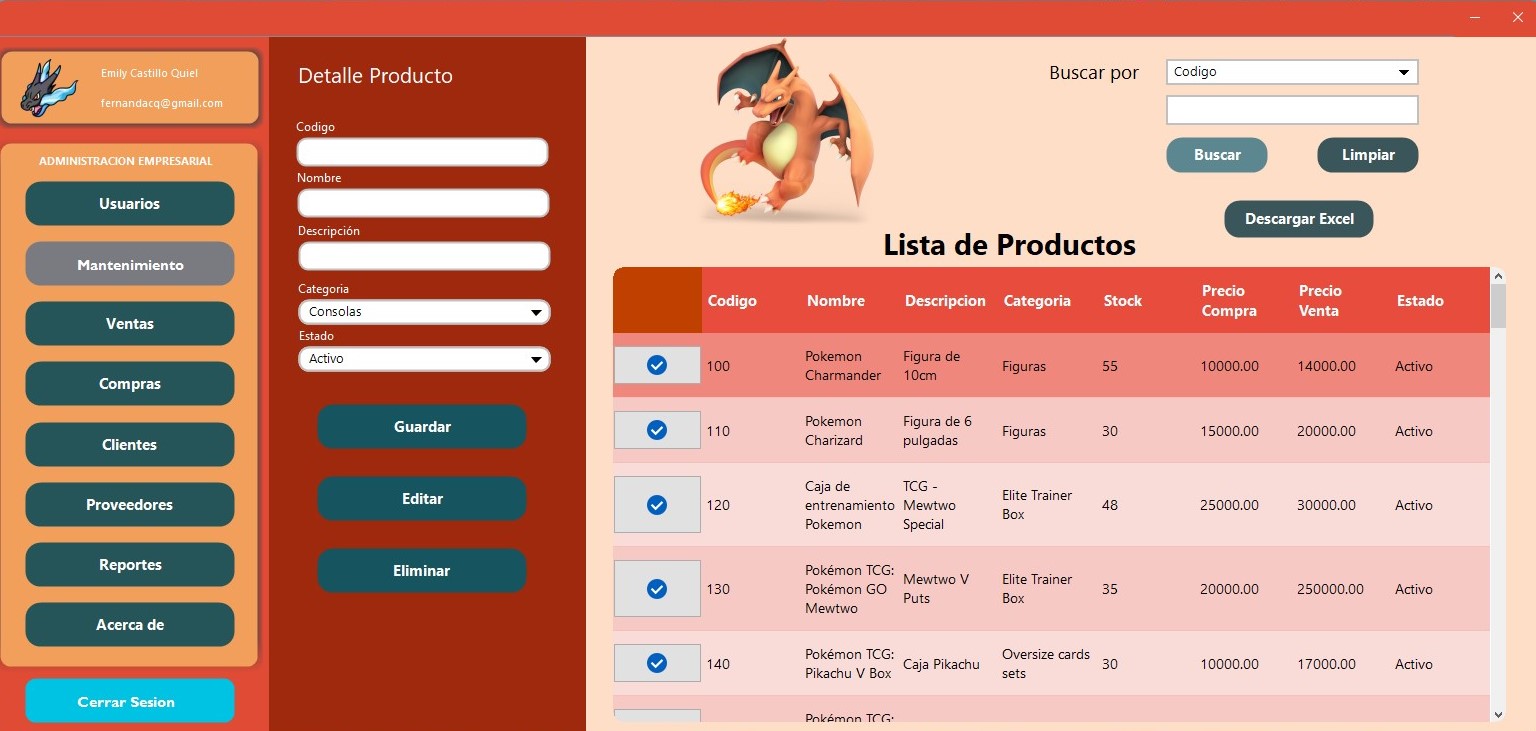 Emily Castillo Quiel
fernandacq@gmail.com
ADMINISTRACION EMPRESARIAL
Usuarios
Mantenimiento
Ventas
Compras
Clientes
Proveedores
Reportes
Acerca de
Cerrar Sesion
Detalle Producto
Codigo
Nombre
Descripción
Categoria
Consolas
Estado
Activo
Guardar
Editar
Eliminar
Buscar por
Codigo
Buscar
Limpiar
Descargar Excel
Lista de Productos
Codigo Nombre Descripcion Categoria Stock Precio Compra Precio Venta Estado
100 Pokemon Charmander Figura de 10cm Figuras 55 10000.00 14000.00 Activo
110 Pokemon Charizard Figura de 6 pulgadas Figuras 30 15000.00 20000.00 Activo
120 Caja de entrenamiento Pokemon TCG - Mewtwo Special Elite Trainer Box 48 25000.00 30000.00 Activo
130 Pokémon TCG: Pokémon GO Mewtwo Mewtwo V Puts Elite Trainer Box 35 20000.00 250000.00 Activo
140 Pokémon TCG: Pikachu V Box Caja Pikachu Oversize cards sets 30 10000.00 17000.00 Activo
Pokémon TCG: